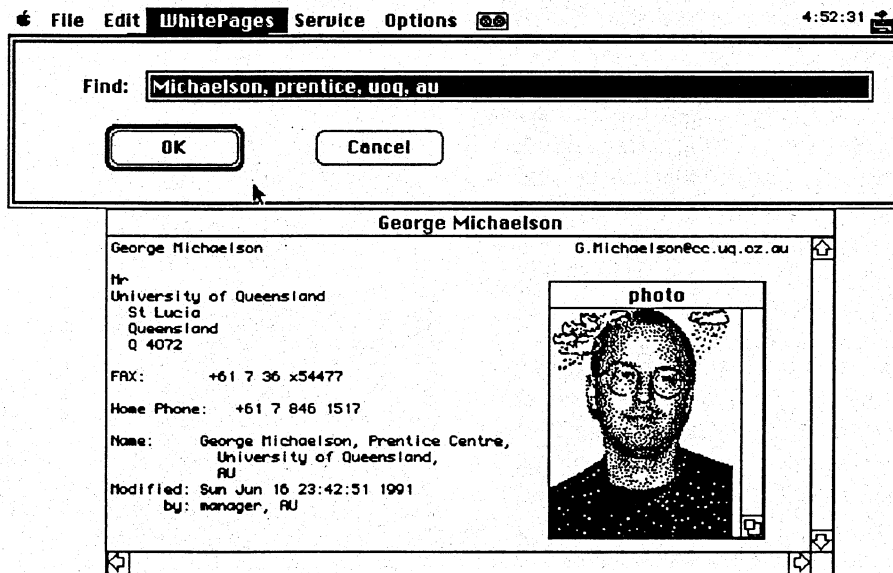 File Edit WhitePages Service Options 4:52:31
Find: Michaelson, prentice, uoq, au
OK Cancel
George Michaelson
George Michaelson G.Michaelson@cc.uq.oz.au
Mr
University of Queensland
St Lucia
Queensland
Q 4072
FAX: +61 7 36 x54477
Home Phone: +61 7 846 1517
Name: George Michaelson, Prentice Centre,
University of Queensland,
AU
Modified: Sun Jun 16 23:42:51 1991
by: manager, AU
photo